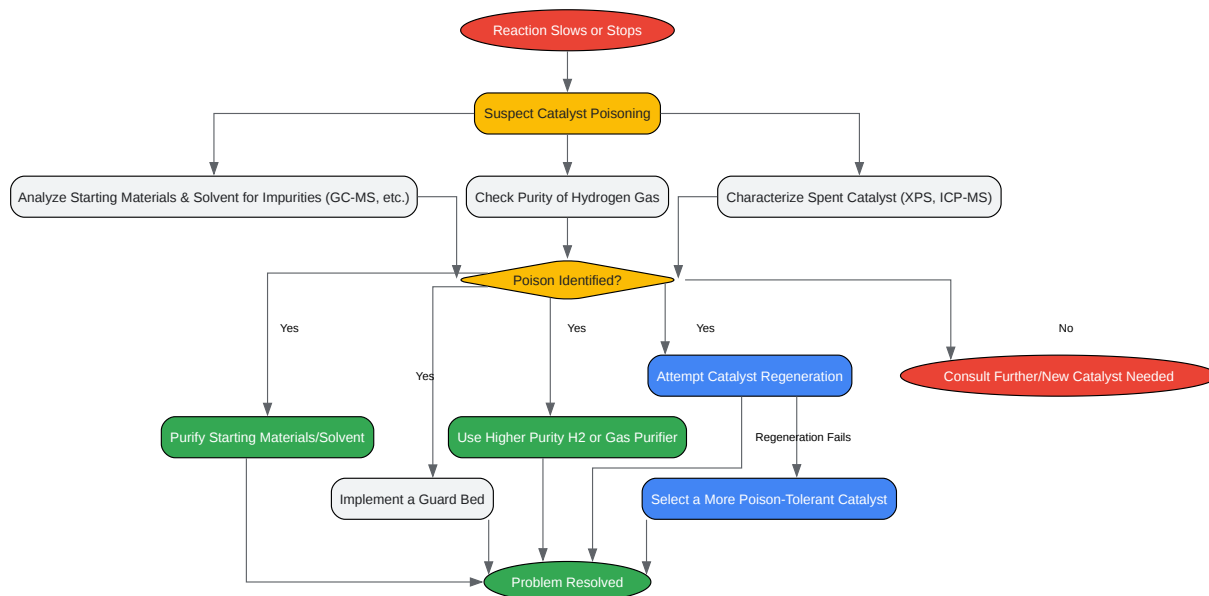 Reaction Slows or Stops
Suspect Catalyst Poisoning
Analyze Starting Materials & Solvent for Impurities (GC-MS, etc.)
Check Purity of Hydrogen Gas
Characterize Spent Catalyst (XPS, ICP-MS)
Poison Identified?
Yes
Yes
Yes
No
Yes
Attempt Catalyst Regeneration
Consult Further/New Catalyst Needed
Purify Starting Materials/Solvent
Use Higher Purity H2 or Gas Purifier
Regeneration Fails
Implement a Guard Bed
Select a More Poison-Tolerant Catalyst
Problem Resolved